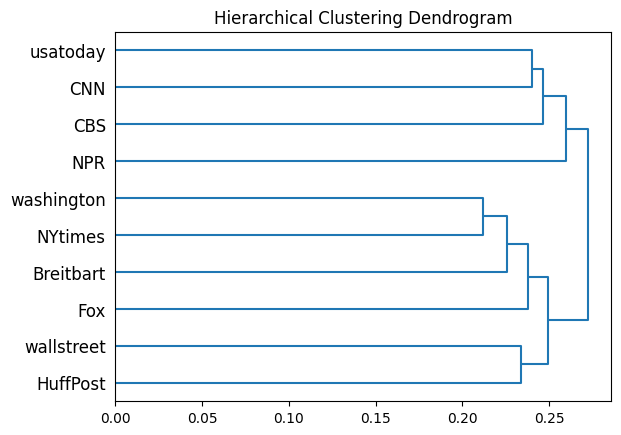 Hierarchical Clustering Dendrogram
usatoday
CNN
CBS
NPR
washington
NYtimes
Breitbart
Fox
wallstreet
HuffPost
0.00 0.05 0.10 0.15 0.20 0.25